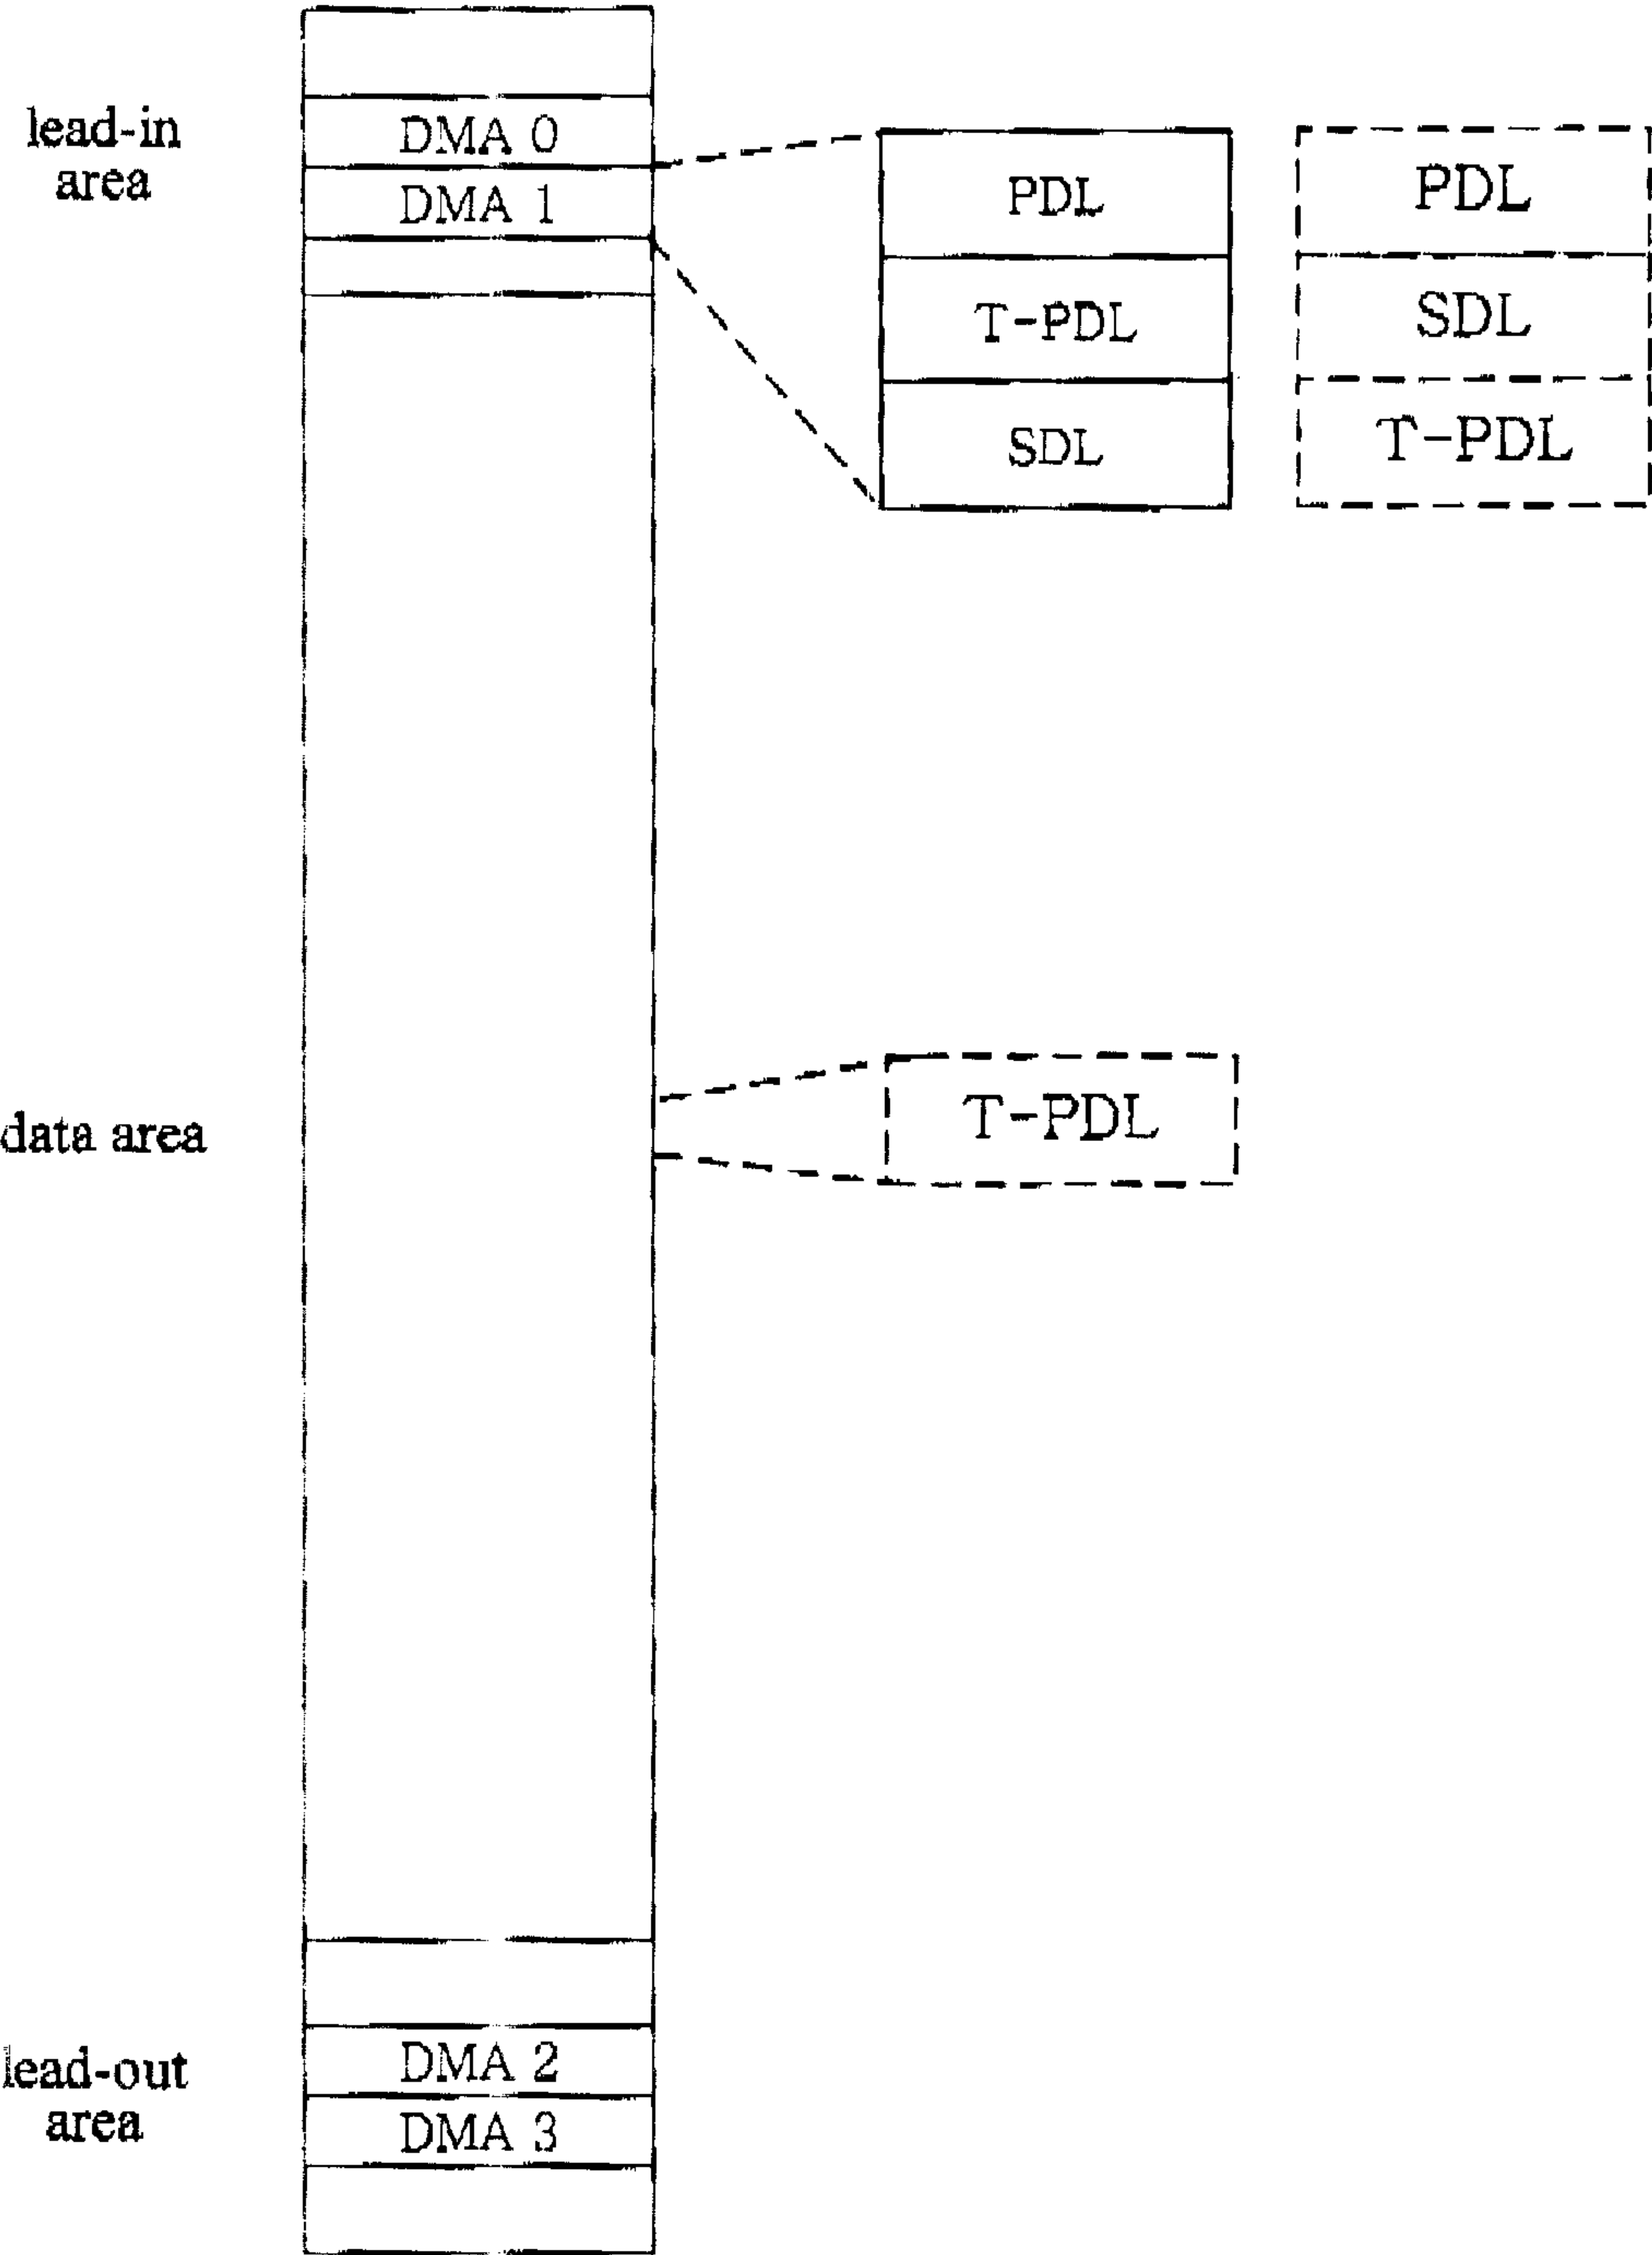 lead-in
area
DMA 0
DMA 1
PDL
T-PDL
SDL
PDL
SDL
T-PDL
data area
T-PDL
lead-out
area
DMA 2
DMA 3